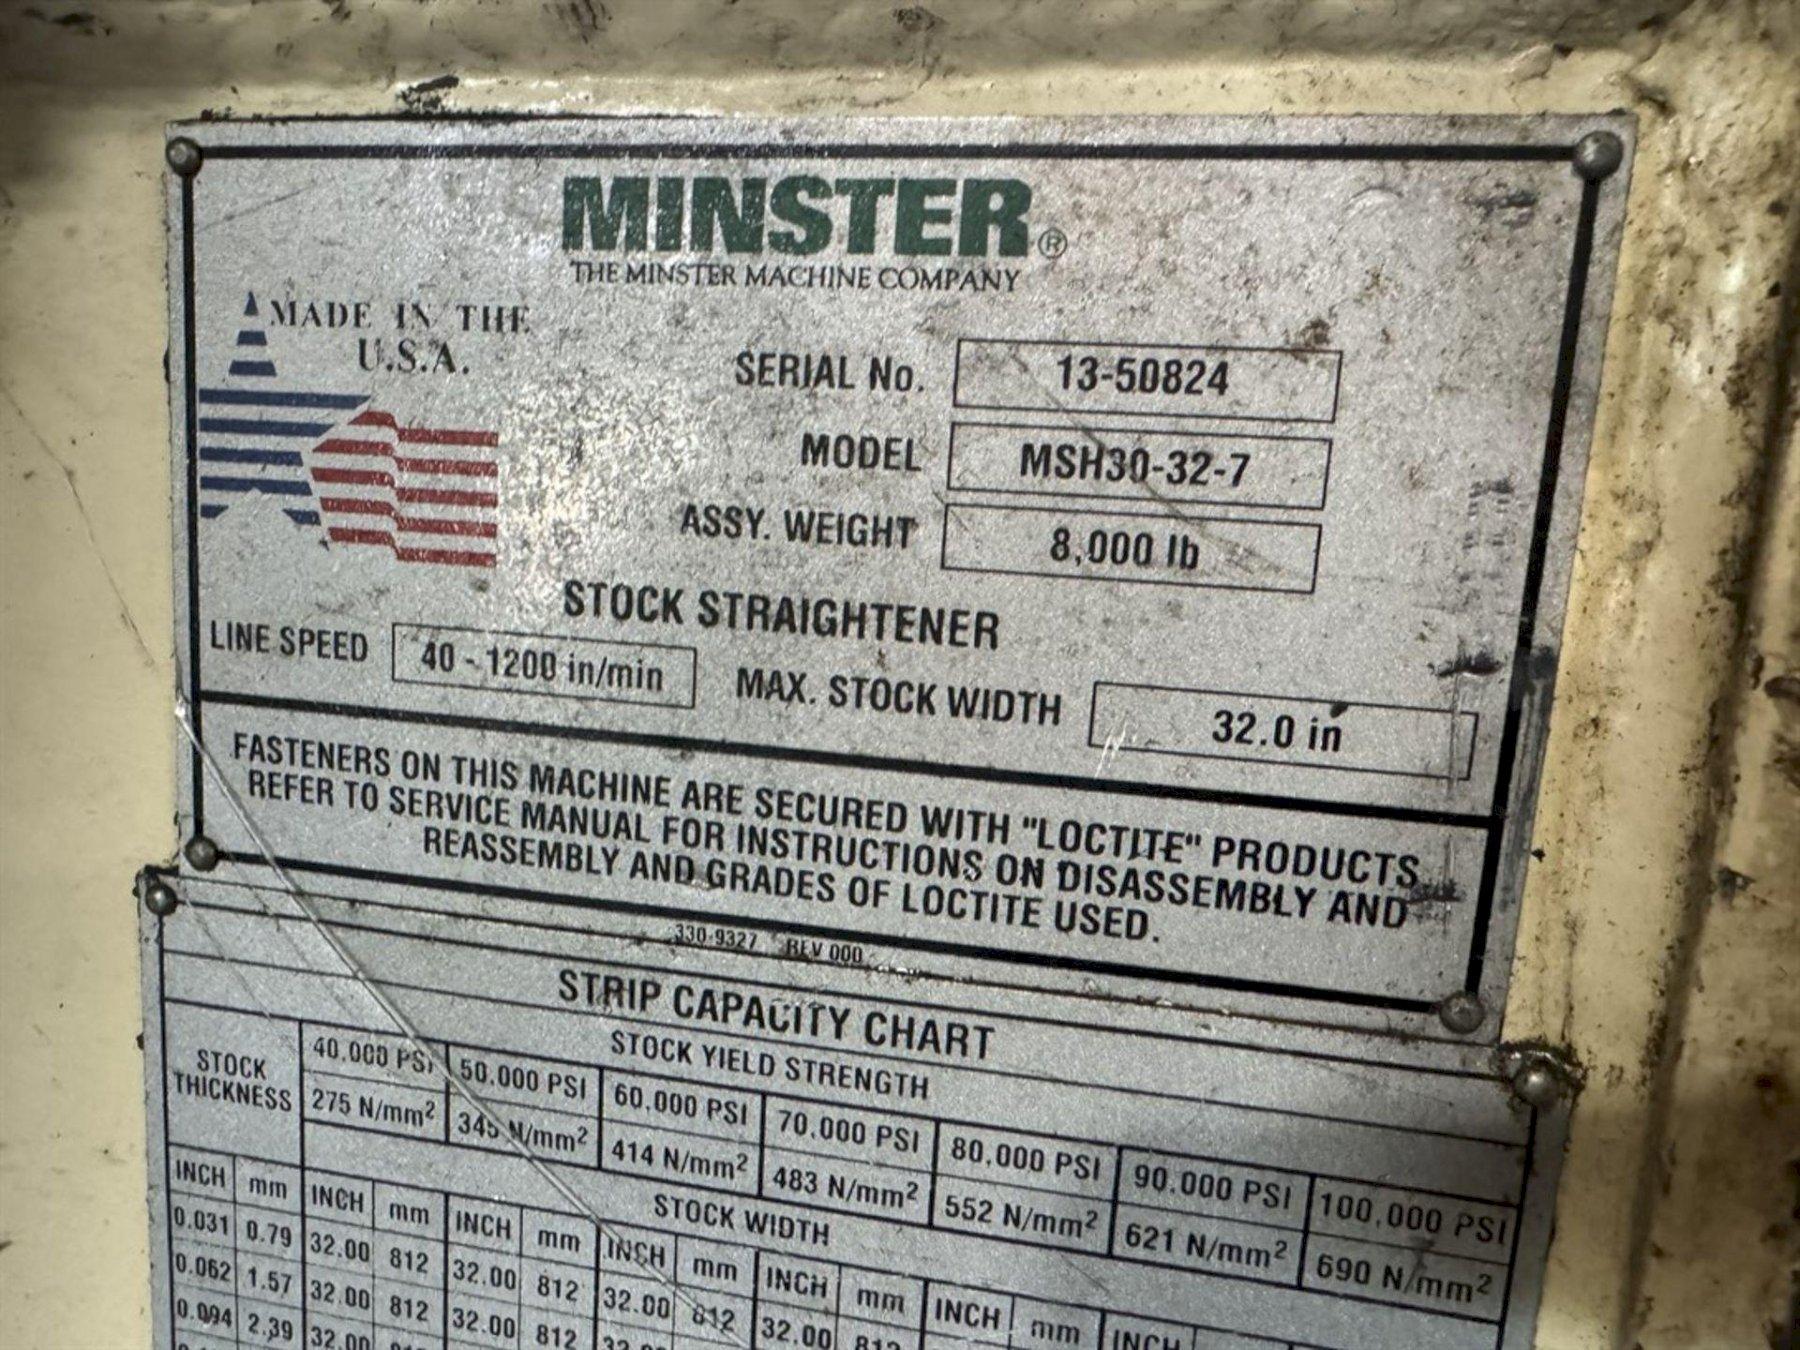 MINSTER®
THE MINSTER MACHINE COMPANY
MADE IN THE
U.S.A.
SERIAL No. 13-50824
MODEL MSH30-32-7
ASSY. WEIGHT 8,000 lb
STOCK STRAIGHTENER
LINE SPEED 40 - 1200 in/min MAX. STOCK WIDTH 32.0 in
FASTENERS ON THIS MACHINE ARE SECURED WITH "LOCTITE" PRODUCTS
REFER TO SERVICE MANUAL FOR INSTRUCTIONS ON DISASSEMBLY AND
REASSEMBLY AND GRADES OF LOCTITE USED.
330-9327 REV 000
STRIP CAPACITY CHART
STOCK THICKNESS
STOCK YIELD STRENGTH
40,000 PSI 50,000 PSI 60,000 PSI 70,000 PSI 80,000 PSI 90,000 PSI 100,000 PSI
275 N/mm² 345 N/mm² 414 N/mm² 483 N/mm² 552 N/mm² 621 N/mm² 690 N/mm²
STOCK WIDTH
INCH mm INCH mm INCH mm INCH mm INCH mm INCH mm INCH
0.031 0.79 32.00 812 32.00 812 32.00 812 32.00 812
0.062 1.57 32.00 812 32.00 812
0.094 2.39 32.00